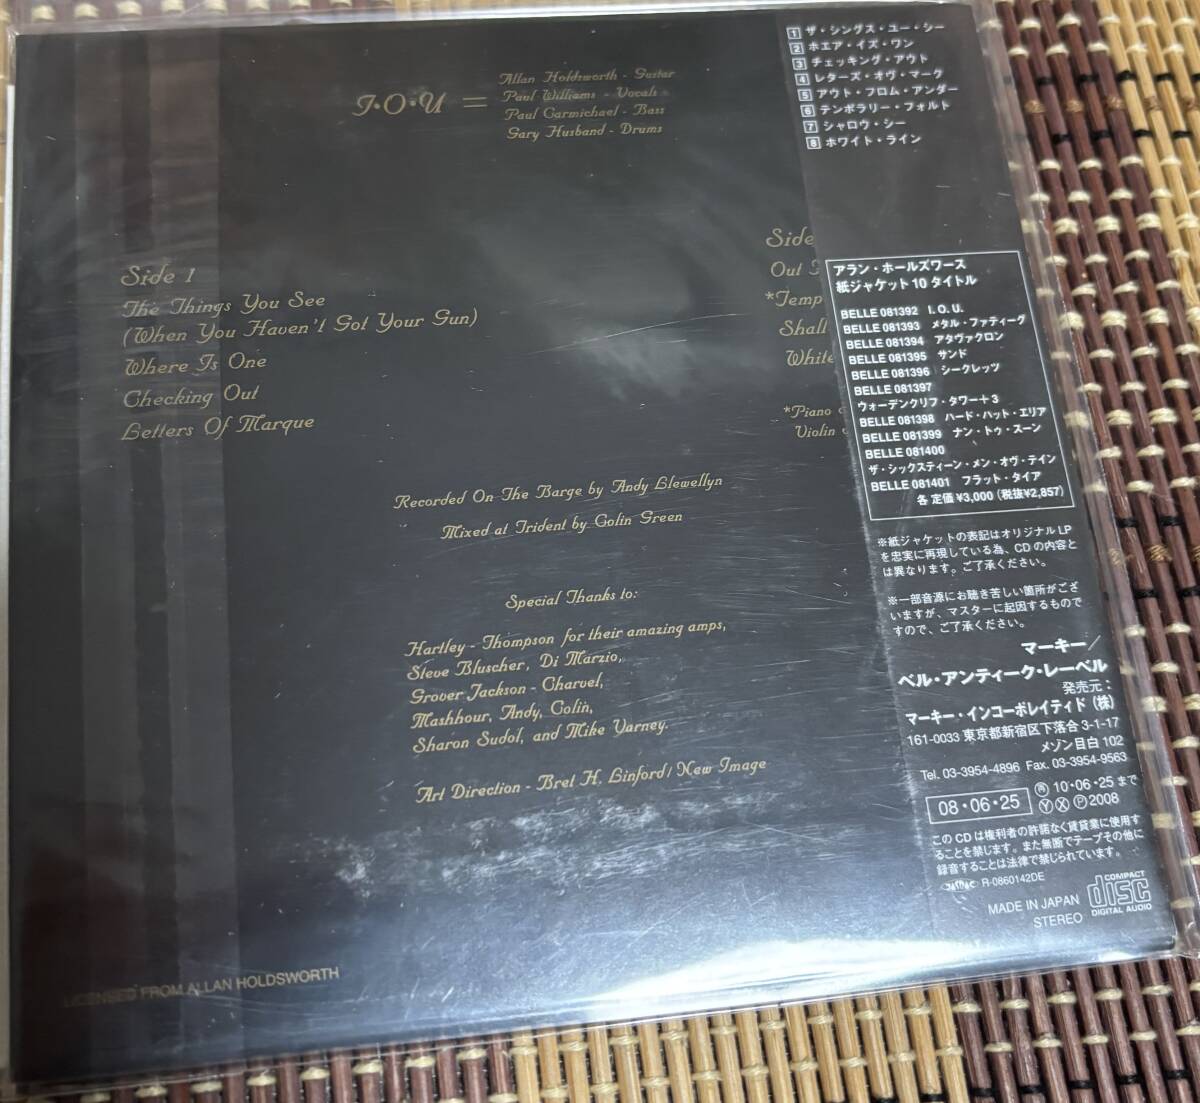 I·O·U =
Allan Holdsworth - Guitar
Paul Williams - Vocals
Paul Carmichael - Bass
Gary Husband - Drums
Side 1
The Things You See
(When You Haven't Got Your Gun)
Where Is One
Checking Out
Letters Of Marque
Side
Out
*Temp
Shall
White
*Piano
Violin
Recorded On The Barge by Andy Llewellyn
Mixed at Trident by Colin Green
Special Thanks to:
Hartley - Thompson for their amazing amps,
Steve Bluscher, Di Marzio,
Grover Jackson - Charvel,
Mashhour, Andy, Colin,
Sharon Sudol, and Mike Varney.
Art Direction - Bret H. Linford / New Image
LICENSED FROM ALLAN HOLDSWORTH
1 ザ・シングス・ユー・シー
2 ホエア・イズ・ワン
3 チェッキング・アウト
4 レターズ・オヴ・マーク
5 アウト・フロム・アンダー
6 テンポラリー・フォルト
7 シャロウ・シー
8 ホワイト・ライン
アラン・ホールズワース
紙ジャケット10タイトル
BELLE 081392 I. O. U.
BELLE 081393 メタル・ファティーグ
BELLE 081394 アタヴァクロン
BELLE 081395 サンド
BELLE 081396 シークレッツ
BELLE 081397
ウォーデンクリフ・タワー+3
BELLE 081398 ハード・ハット・エリア
BELLE 081399 ナン・トゥ・スーン
BELLE 081400
ザ・シックスティーン・メン・オヴ・テイン
BELLE 081401 フラット・タイア
各 定価 ¥3,000 (税抜¥2,857)
※紙ジャケットの表記はオリジナルLP
を忠実に再現している為、CDの内容と
は異なります。ご了承ください。
※一部音源にお聴き苦しい箇所がござ
いますが、マスターに起因するもので
すので、ご了承ください。
マーキー/
ベル・アンティーク・レーベル
発売元:
マーキー・インコーポレイティド (株)
161-0033 東京都新宿区下落合 3-1-17
メゾン目白 102
Tel. 03-3954-4896 Fax. 03-3954-9563
08・06・25
Ⓡ 10・06・25 まで
Ⓨ Ⓧ Ⓟ2008
このCDは権利者の許諾なく賃貸業に使用す
ることを禁じます。また無断でテープその他に
録音することは法律で禁じられています。
JASRAC R-0860142DE
MADE IN JAPAN
STEREO
COMPACT
disc
DIGITAL AUDIO